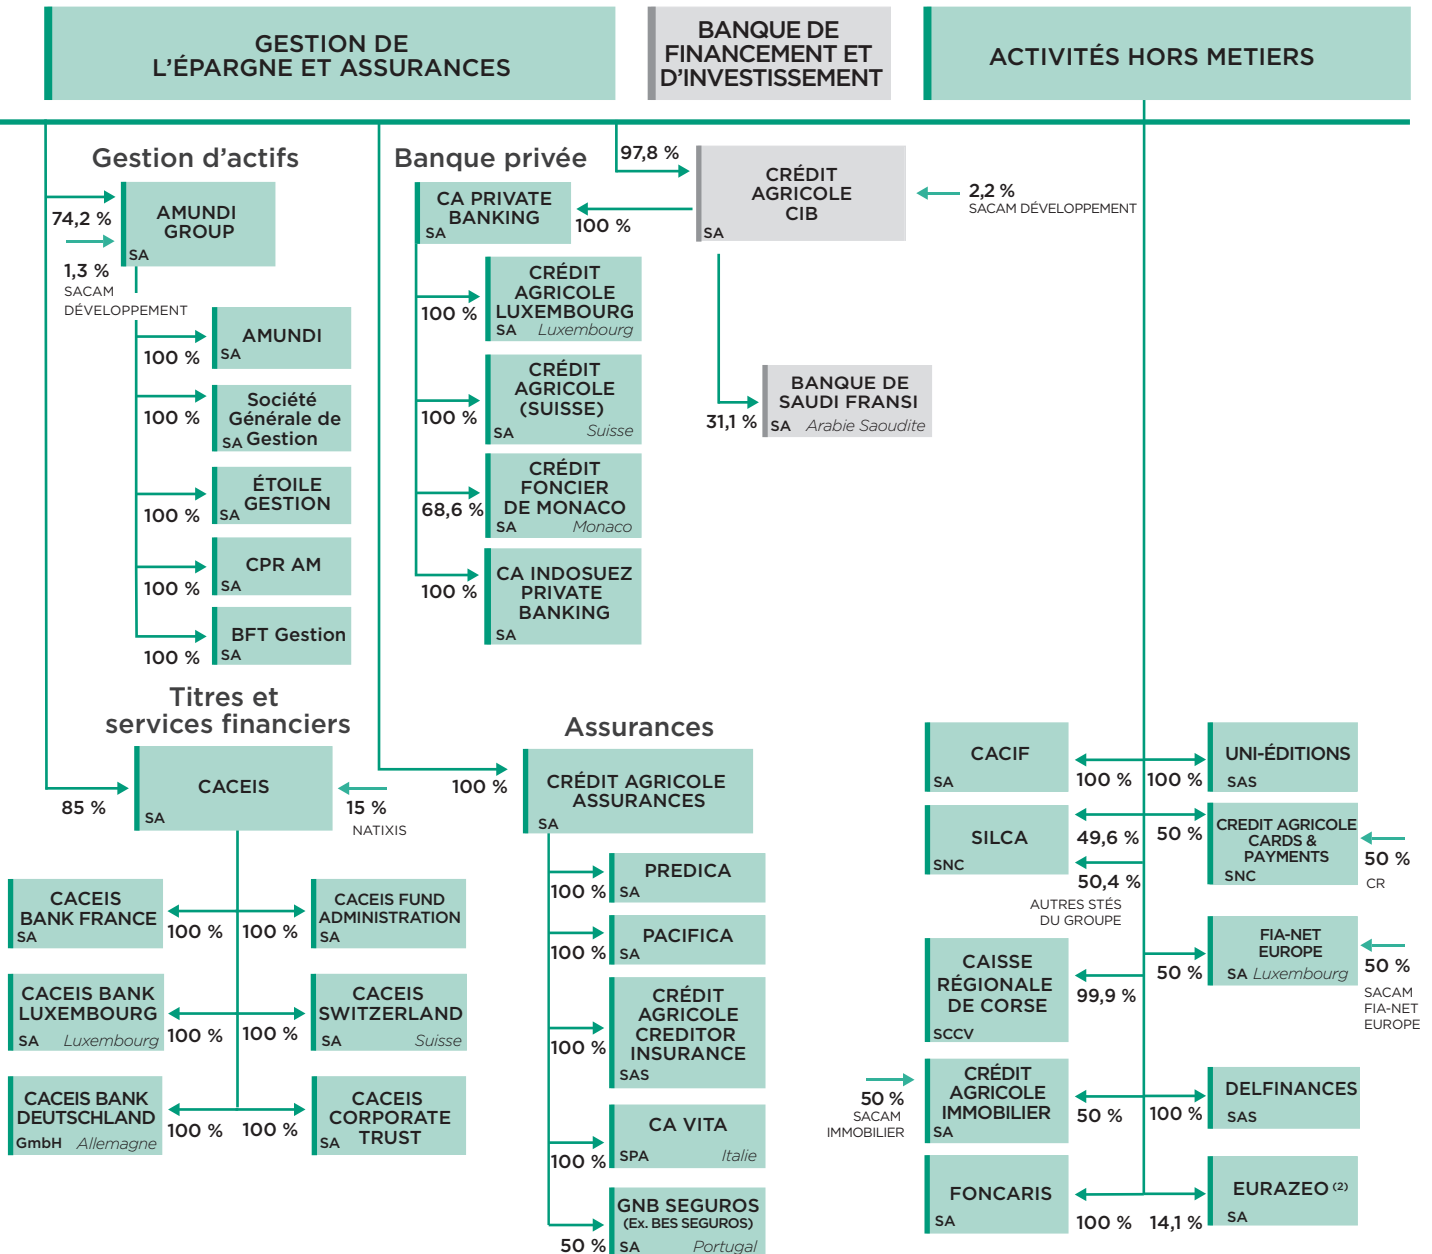 GESTION DE
L'ÉPARGNE ET ASSURANCES
BANQUE DE
FINANCEMENT ET
D'INVESTISSEMENT
ACTIVITÉS HORS METIERS
Gestion d'actifs
74,2 %
AMUNDI
GROUP
SA
1,3 %
SACAM
DÉVELOPPEMENT
100 %
AMUNDI
SA
100 %
Société
Générale de
SA Gestion
100 %
ÉTOILE
GESTION
SA
100 %
CPR AM
SA
100 %
BFT Gestion
SA
Banque privée
CA PRIVATE
BANKING
SA
100 %
100 %
CRÉDIT
AGRICOLE
LUXEMBOURG
SA Luxembourg
100 %
CRÉDIT
AGRICOLE
(SUISSE)
SA Suisse
68,6 %
CRÉDIT
FONCIER
DE MONACO
SA Monaco
100 %
CA INDOSUEZ
PRIVATE
BANKING
SA
97,8 %
CRÉDIT
AGRICOLE
CIB
SA
2,2 %
SACAM DÉVELOPPEMENT
31,1 %
BANQUE DE
SAUDI FRANSI
SA Arabie Saoudite
Titres et
services financiers
85 %
CACEIS
SA
15 %
NATIXIS
CACEIS
BANK FRANCE
SA
100 %
100 %
CACEIS FUND
ADMINISTRATION
SA
CACEIS BANK
LUXEMBOURG
SA Luxembourg
100 %
100 %
CACEIS
SWITZERLAND
SA Suisse
CACEIS BANK
DEUTSCHLAND
GmbH Allemagne
100 %
100 %
CACEIS
CORPORATE
TRUST
SA
Assurances
100 %
CRÉDIT AGRICOLE
ASSURANCES
SA
100 %
PREDICA
SA
100 %
PACIFICA
SA
100 %
CRÉDIT
AGRICOLE
CREDITOR
INSURANCE
SAS
100 %
CA VITA
SPA Italie
50 %
GNB SEGUROS
(Ex. BES SEGUROS)
SA Portugal
CACIF
SA
100 %
100 %
UNI-ÉDITIONS
SAS
SILCA
SNC
49,6 %
50,4 %
AUTRES STÉS
DU GROUPE
50 %
CREDIT AGRICOLE
CARDS &
PAYMENTS
SNC
50 %
CR
CAISSE
RÉGIONALE
DE CORSE
SCCV
99,9 %
50 %
FIA-NET
EUROPE
SA Luxembourg
50 %
SACAM
FIA-NET
EUROPE
50 %
SACAM
IMMOBILIER
CRÉDIT
AGRICOLE
IMMOBILIER
SA
50 %
100 %
DELFINANCES
SAS
FONCARIS
SA
100 %
14,1 %
EURAZEO (2)
SA